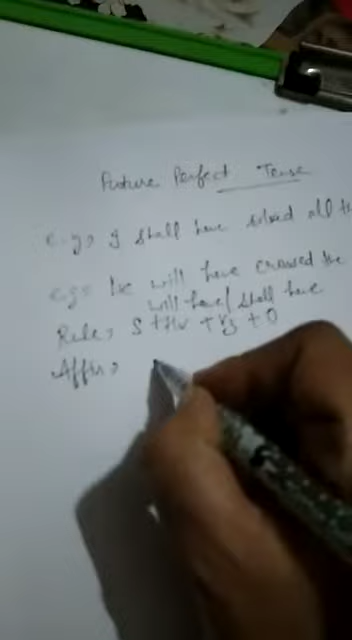 Future Perfect Tense
e.g, I shall have solved all the
e.g= He will have crossed the
will have/shall have
Rule, S + Hv + V3 + O
Affir,